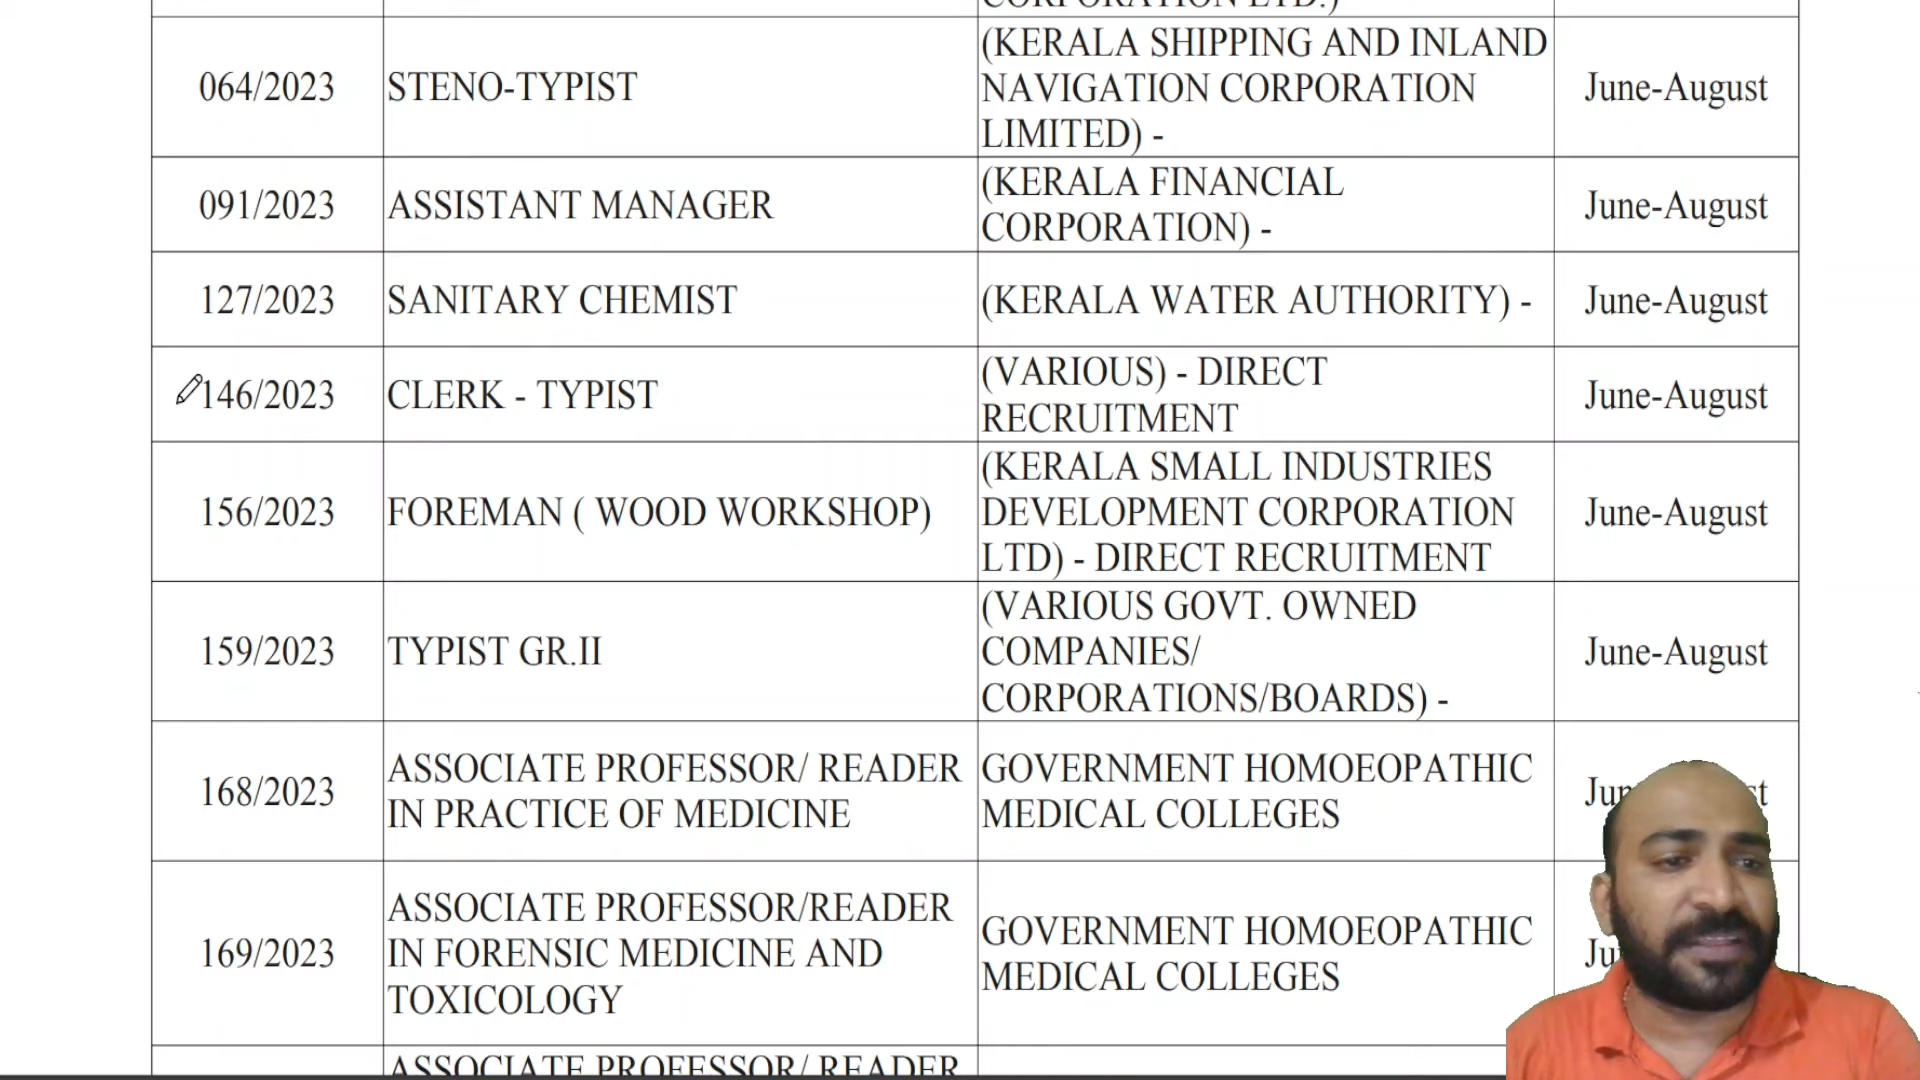 064/2023
STENO-TYPIST
(KERALA SHIPPING AND INLAND
NAVIGATION CORPORATION
LIMITED) -
June-August
091/2023
ASSISTANT MANAGER
(KERALA FINANCIAL
CORPORATION) -
June-August
127/2023
SANITARY CHEMIST
(KERALA WATER AUTHORITY) -
June-August
146/2023
CLERK - TYPIST
(VARIOUS) - DIRECT
RECRUITMENT
June-August
156/2023
FOREMAN ( WOOD WORKSHOP)
(KERALA SMALL INDUSTRIES
DEVELOPMENT CORPORATION
LTD) - DIRECT RECRUITMENT
June-August
159/2023
TYPIST GR.II
(VARIOUS GOVT. OWNED
COMPANIES/
CORPORATIONS/BOARDS) -
June-August
168/2023
ASSOCIATE PROFESSOR/ READER
IN PRACTICE OF MEDICINE
GOVERNMENT HOMOEOPATHIC
MEDICAL COLLEGES
169/2023
ASSOCIATE PROFESSOR/READER
IN FORENSIC MEDICINE AND
TOXICOLOGY
GOVERNMENT HOMOEOPATHIC
MEDICAL COLLEGES
ASSOCIATE PROFESSOR/ READER